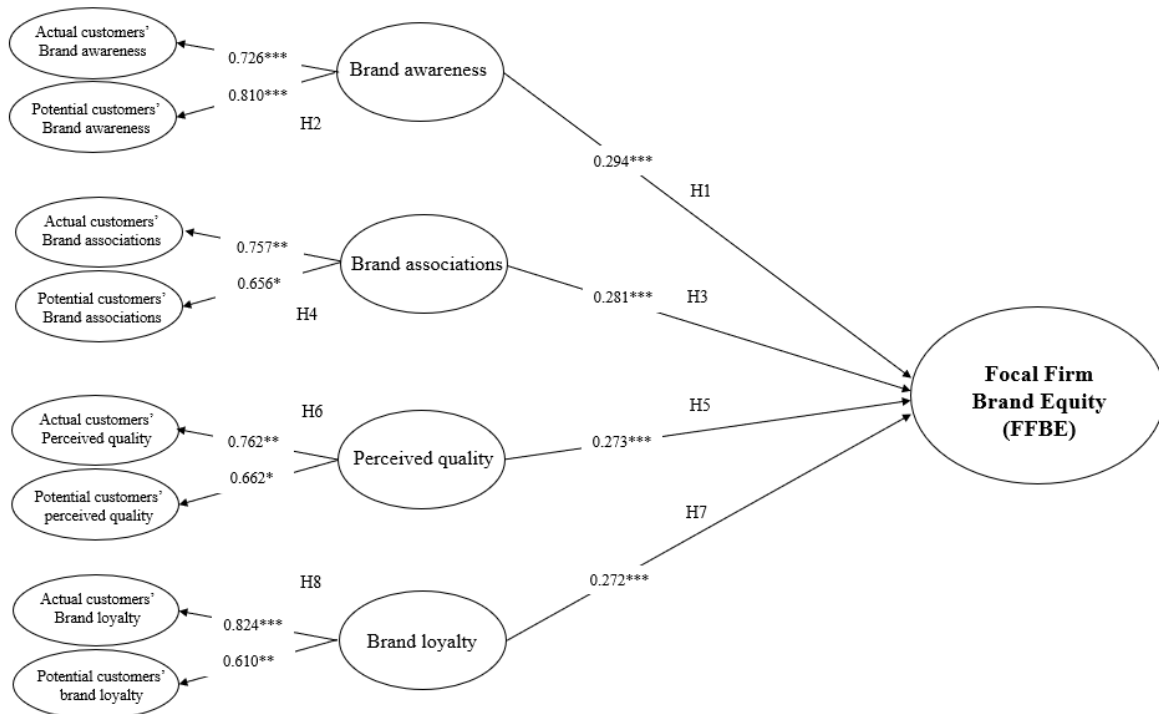 Actual customers’
Brand awareness
0.726***
Brand awareness
0.810***
Potential customers’
Brand awareness
H2
0.294***
H1
Actual customers’
Brand associations
0.757**
Brand associations
0.656*
Potential customers’
Brand associations
H4
0.281***
H3
Focal Firm
Brand Equity
(FFBE)
Actual customers’
Perceived quality
H6
0.762**
Perceived quality
0.662*
Potential customers’
perceived quality
H5
0.273***
H7
Actual customers’
Brand loyalty
H8
0.824***
Brand loyalty
0.610**
Potential customers’
brand loyalty
0.272***